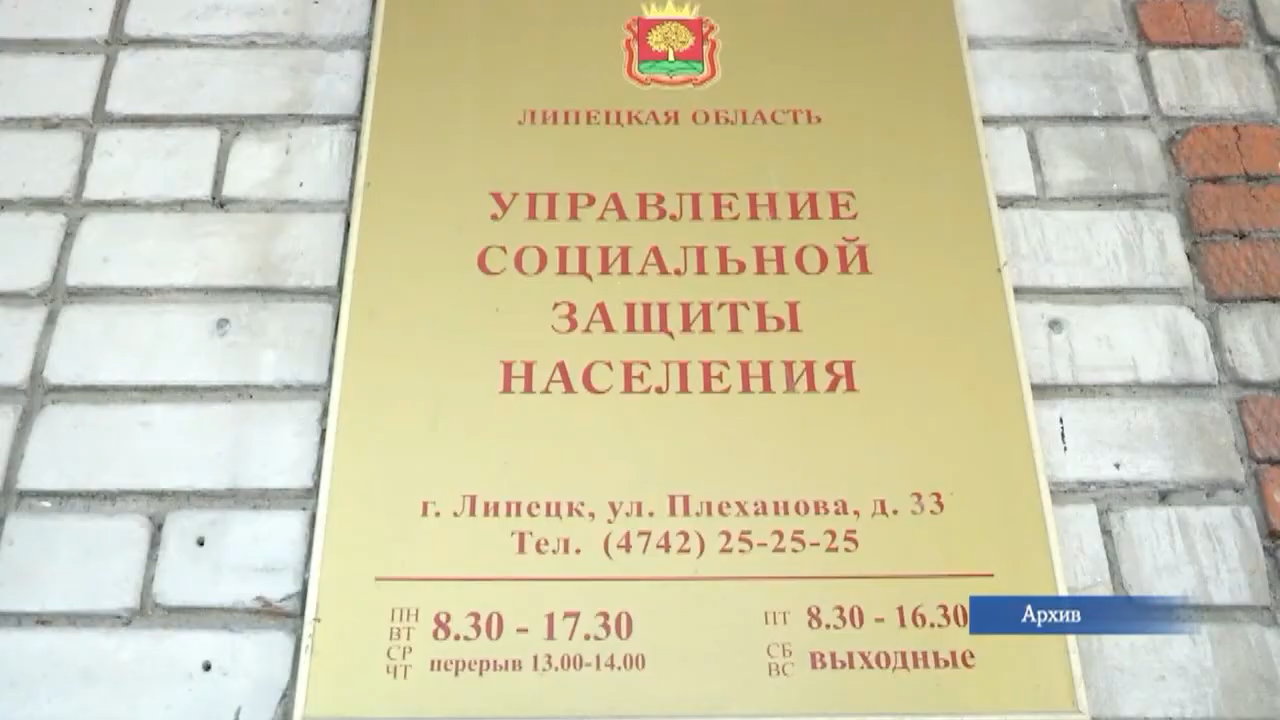 ЛИПЕЦКАЯ ОБЛАСТЬ
УПРАВЛЕНИЕ
СОЦИАЛЬНОЙ
ЗАЩИТЫ
НАСЕЛЕНИЯ
г. Липецк, ул. Плеханова, д. 33
Тел. (4742) 25-25-25
ПН
ВТ
СР
ЧТ
8.30 - 17.30
перерыв 13.00-14.00
ПТ 8.30 - 16.30
СБ
ВС
выходные
Архив